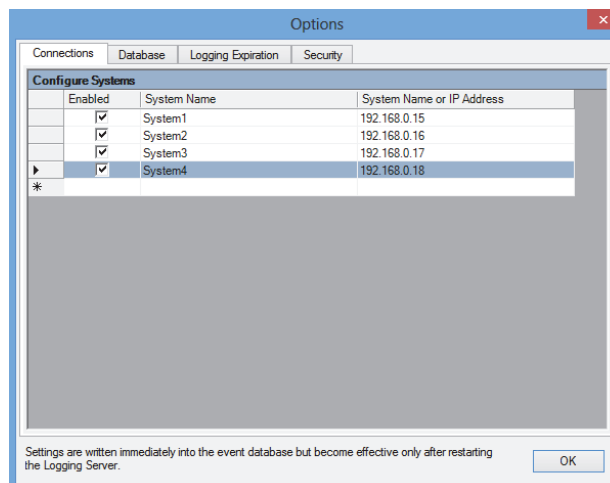 Options
Connections Database Logging Expiration Security
Configure Systems
Enabled System Name System Name or IP Address
System1 192.168.0.15
System2 192.168.0.16
System3 192.168.0.17
System4 192.168.0.18
Settings are written immediately into the event database but become effective only after restarting
the Logging Server.
OK